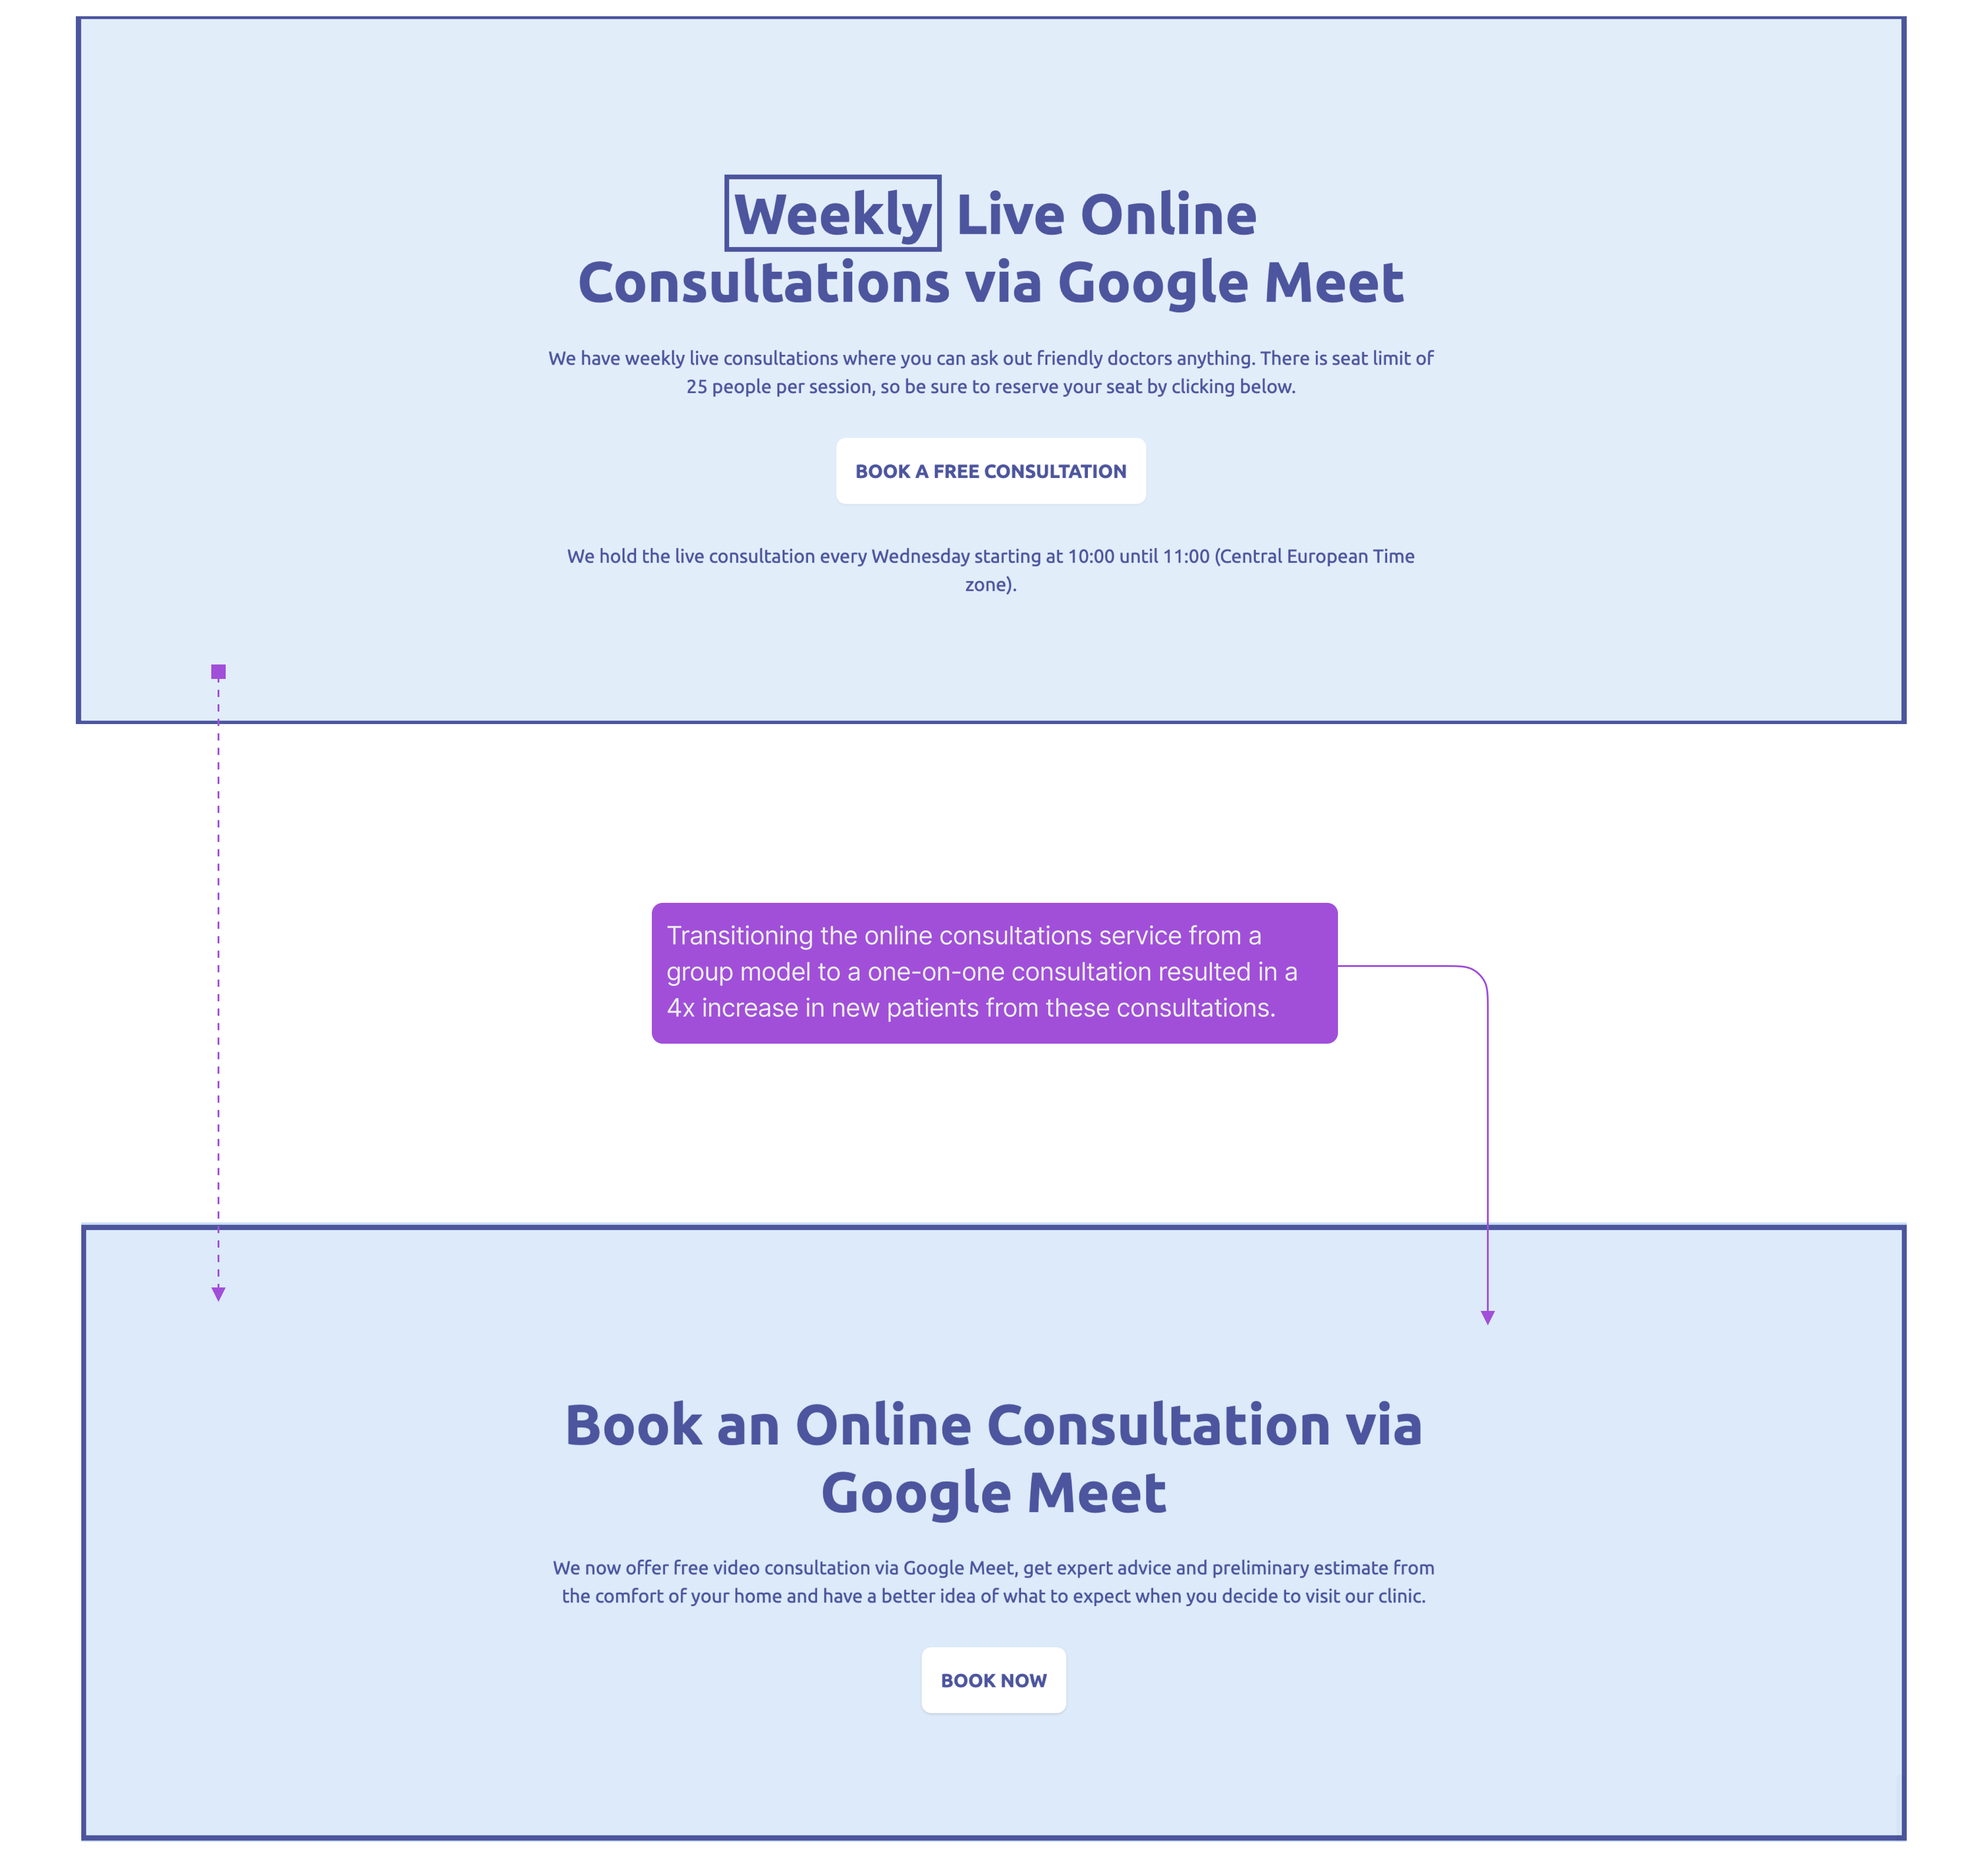 Weekly Live Online
Consultations via Google Meet
We have weekly live consultations where you can ask out friendly doctors anything. There is seat limit of
25 people per session, so be sure to reserve your seat by clicking below.
BOOK A FREE CONSULTATION
We hold the live consultation every Wednesday starting at 10:00 until 11:00 (Central European Time
zone).
Transitioning the online consultations service from a
group model to a one-on-one consultation resulted in a
4x increase in new patients from these consultations.
Book an Online Consultation via
Google Meet
We now offer free video consultation via Google Meet, get expert advice and preliminary estimate from
the comfort of your home and have a better idea of what to expect when you decide to visit our clinic.
BOOK NOW